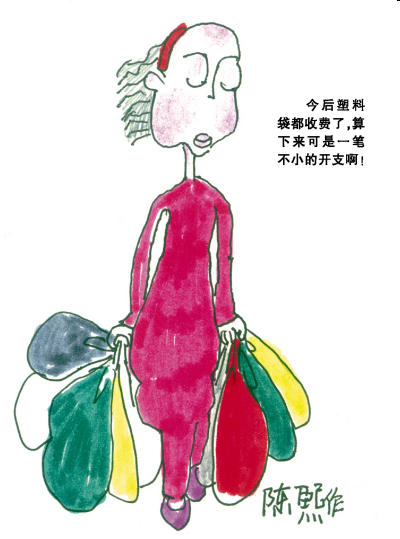 今后塑料
袋都收费了,算
下来可是一笔
不小的开支啊!
陈熙作